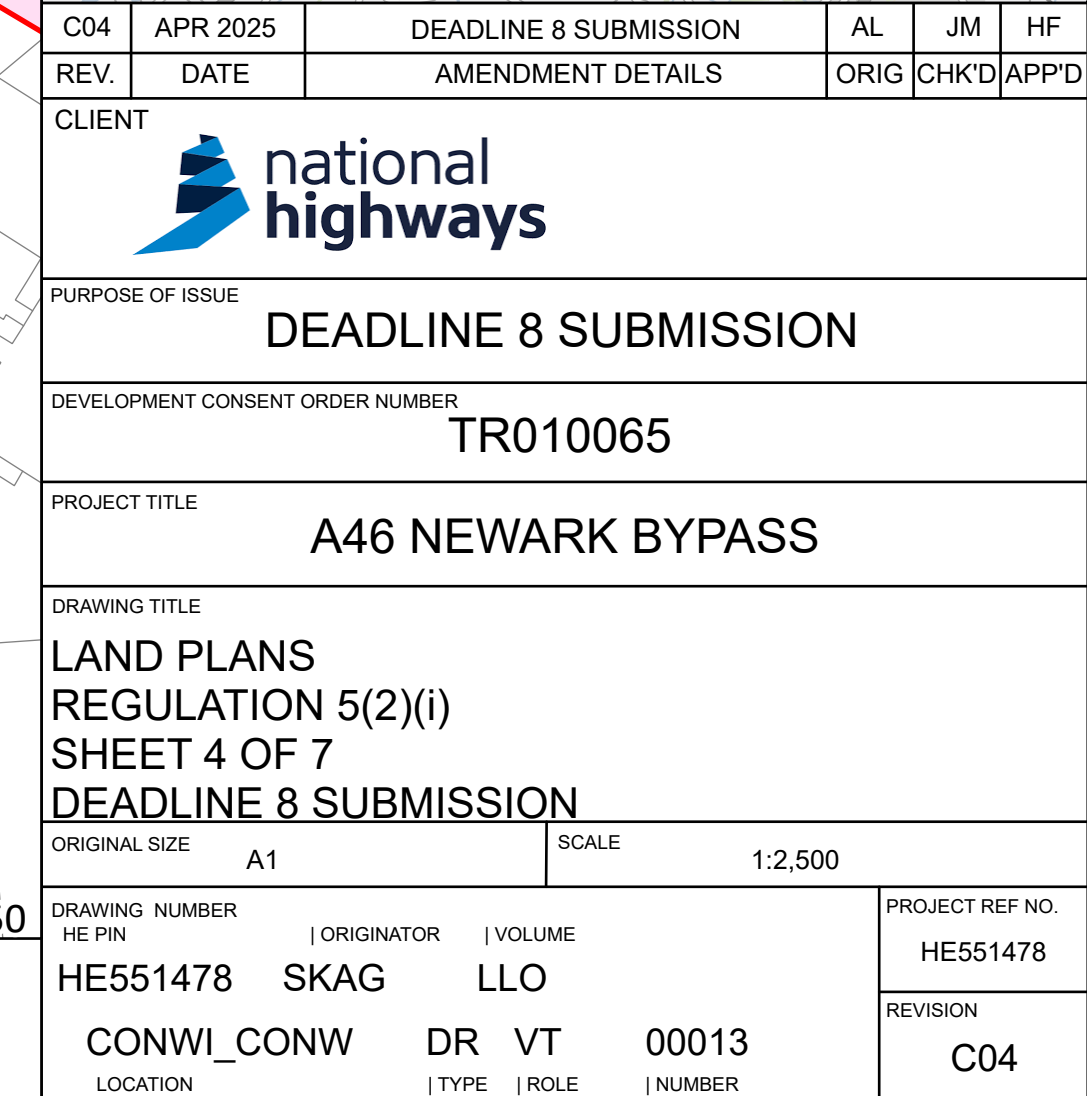 C04 APR 2025 DEADLINE 8 SUBMISSION AL JM HF
REV. DATE AMENDMENT DETAILS ORIG CHK'D APP'D
CLIENT
national
highways
PURPOSE OF ISSUE
DEADLINE 8 SUBMISSION
DEVELOPMENT CONSENT ORDER NUMBER
TR010065
PROJECT TITLE
A46 NEWARK BYPASS
DRAWING TITLE
LAND PLANS
REGULATION 5(2)(i)
SHEET 4 OF 7
DEADLINE 8 SUBMISSION
ORIGINAL SIZE
A1
SCALE
1:2,500
DRAWING NUMBER
HE PIN | ORIGINATOR | VOLUME
HE551478 SKAG LLO
CONWI_CONW DR VT 00013
LOCATION | TYPE | ROLE | NUMBER
PROJECT REF NO.
HE551478
REVISION
C04